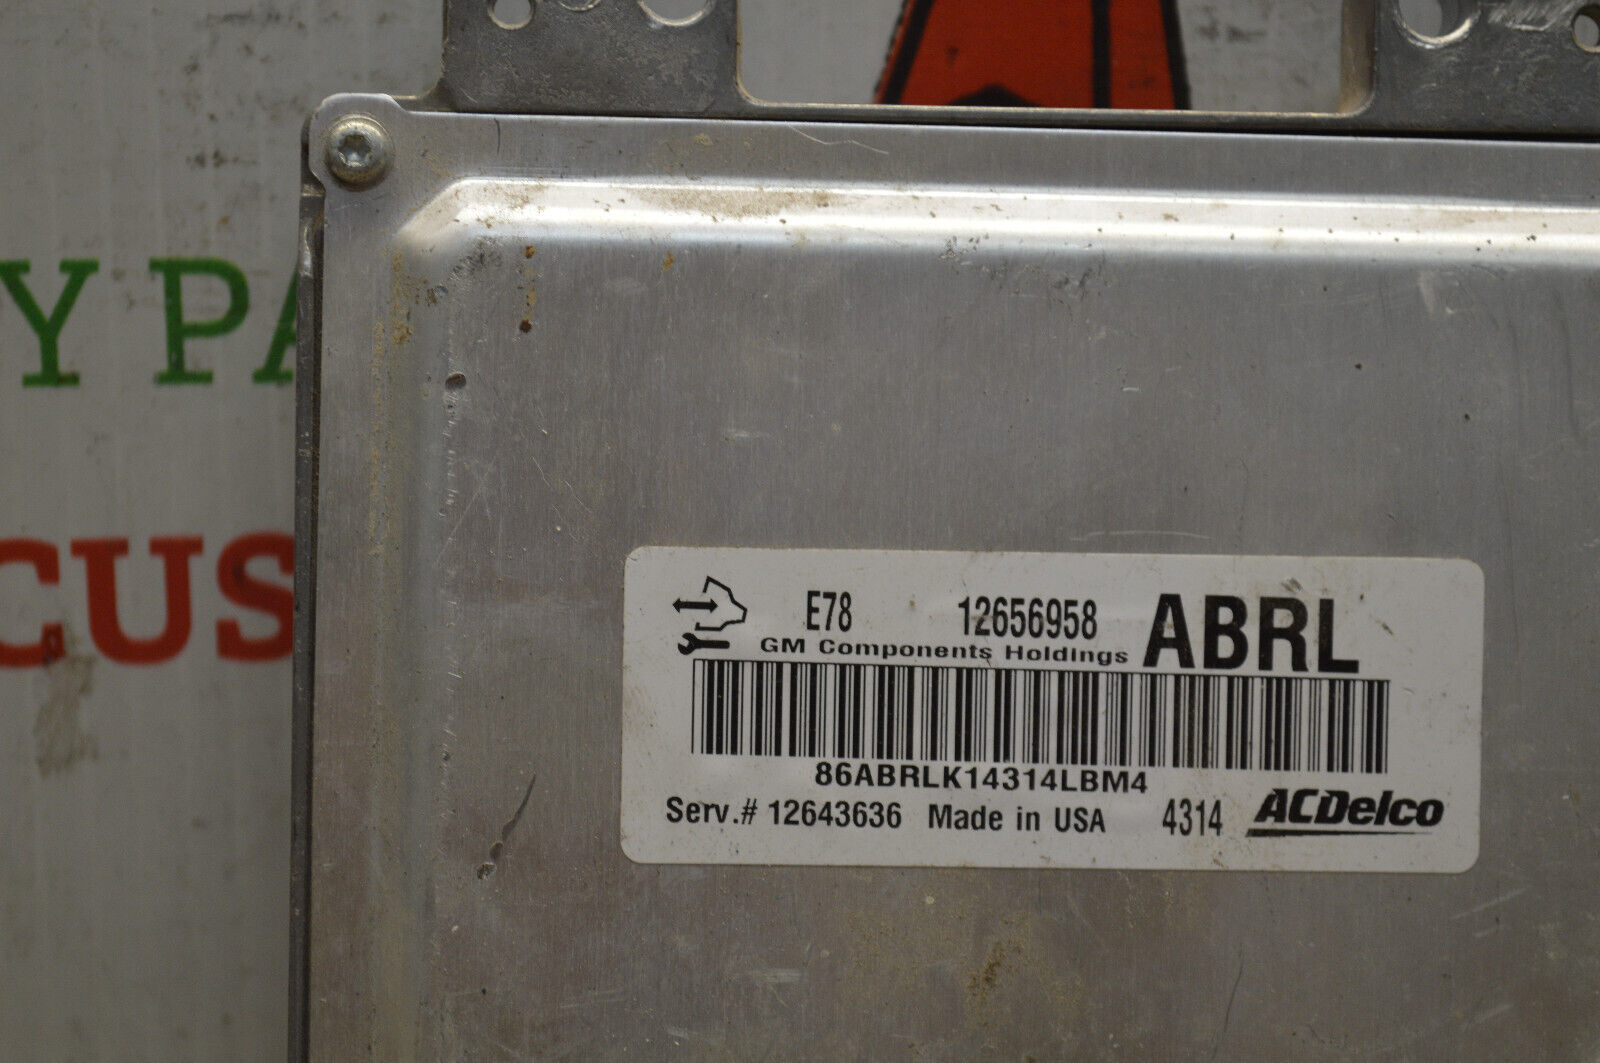 Y PA
CUS
E78 12656958 ABRL
GM Components Holdings
86ABRLK14314LBM4
Serv.# 12643636 Made in USA 4314 ACDelco